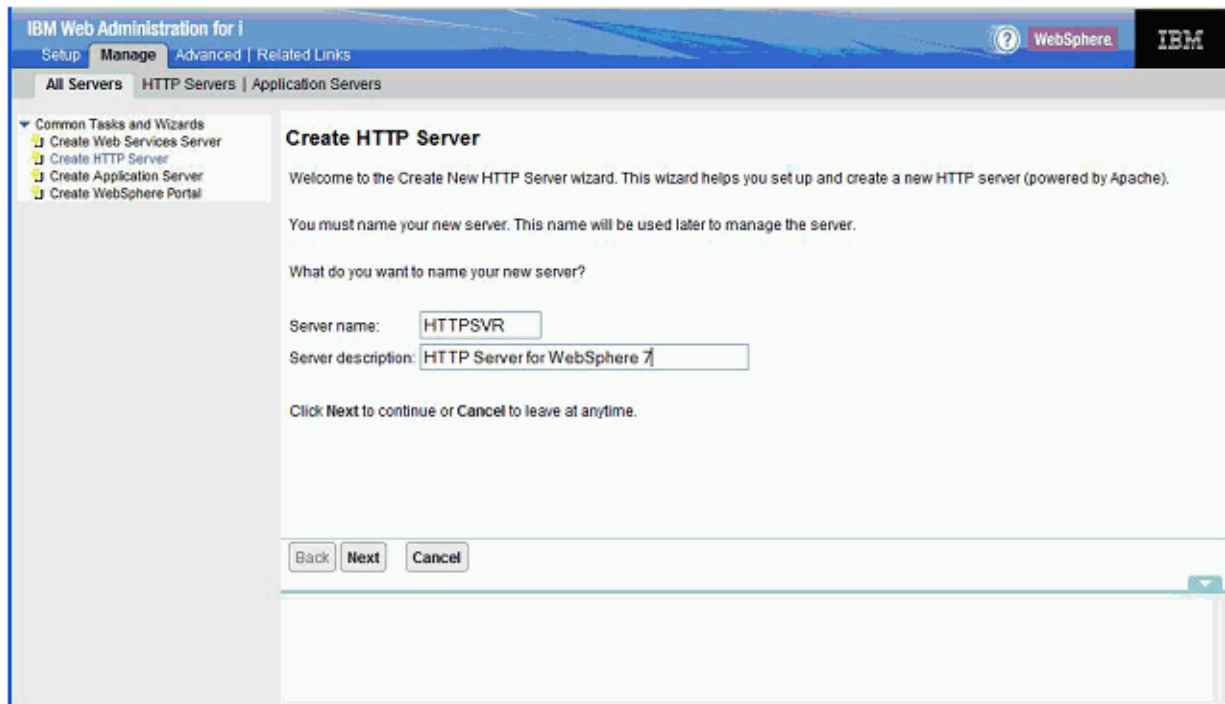 IBM Web Administration for i
Setup Manage Advanced | Related Links
WebSphere.
IBM
All Servers HTTP Servers | Application Servers
Common Tasks and Wizards
Create Web Services Server
Create HTTP Server
Create Application Server
Create WebSphere Portal
Create HTTP Server
Welcome to the Create New HTTP Server wizard. This wizard helps you set up and create a new HTTP server (powered by Apache).
You must name your new server. This name will be used later to manage the server.
What do you want to name your new server?
Server name: HTTPSVR
Server description: HTTP Server for WebSphere 7
Click Next to continue or Cancel to leave at anytime.
Back Next Cancel